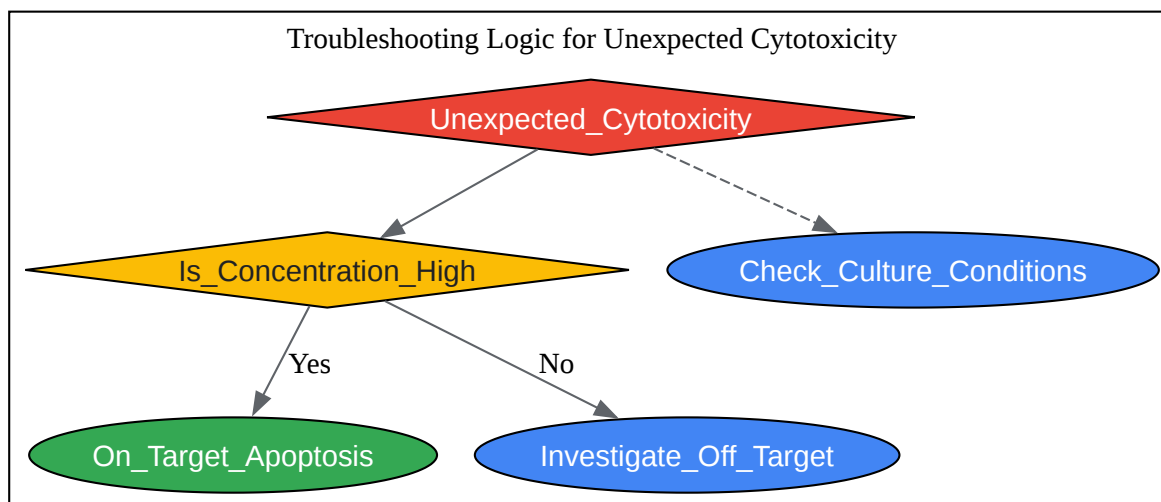 Troubleshooting Logic for Unexpected Cytotoxicity
Unexpected_Cytotoxicity
Is_Concentration_High
Check_Culture_Conditions
Yes
No
On_Target_Apoptosis
Investigate_Off_Target